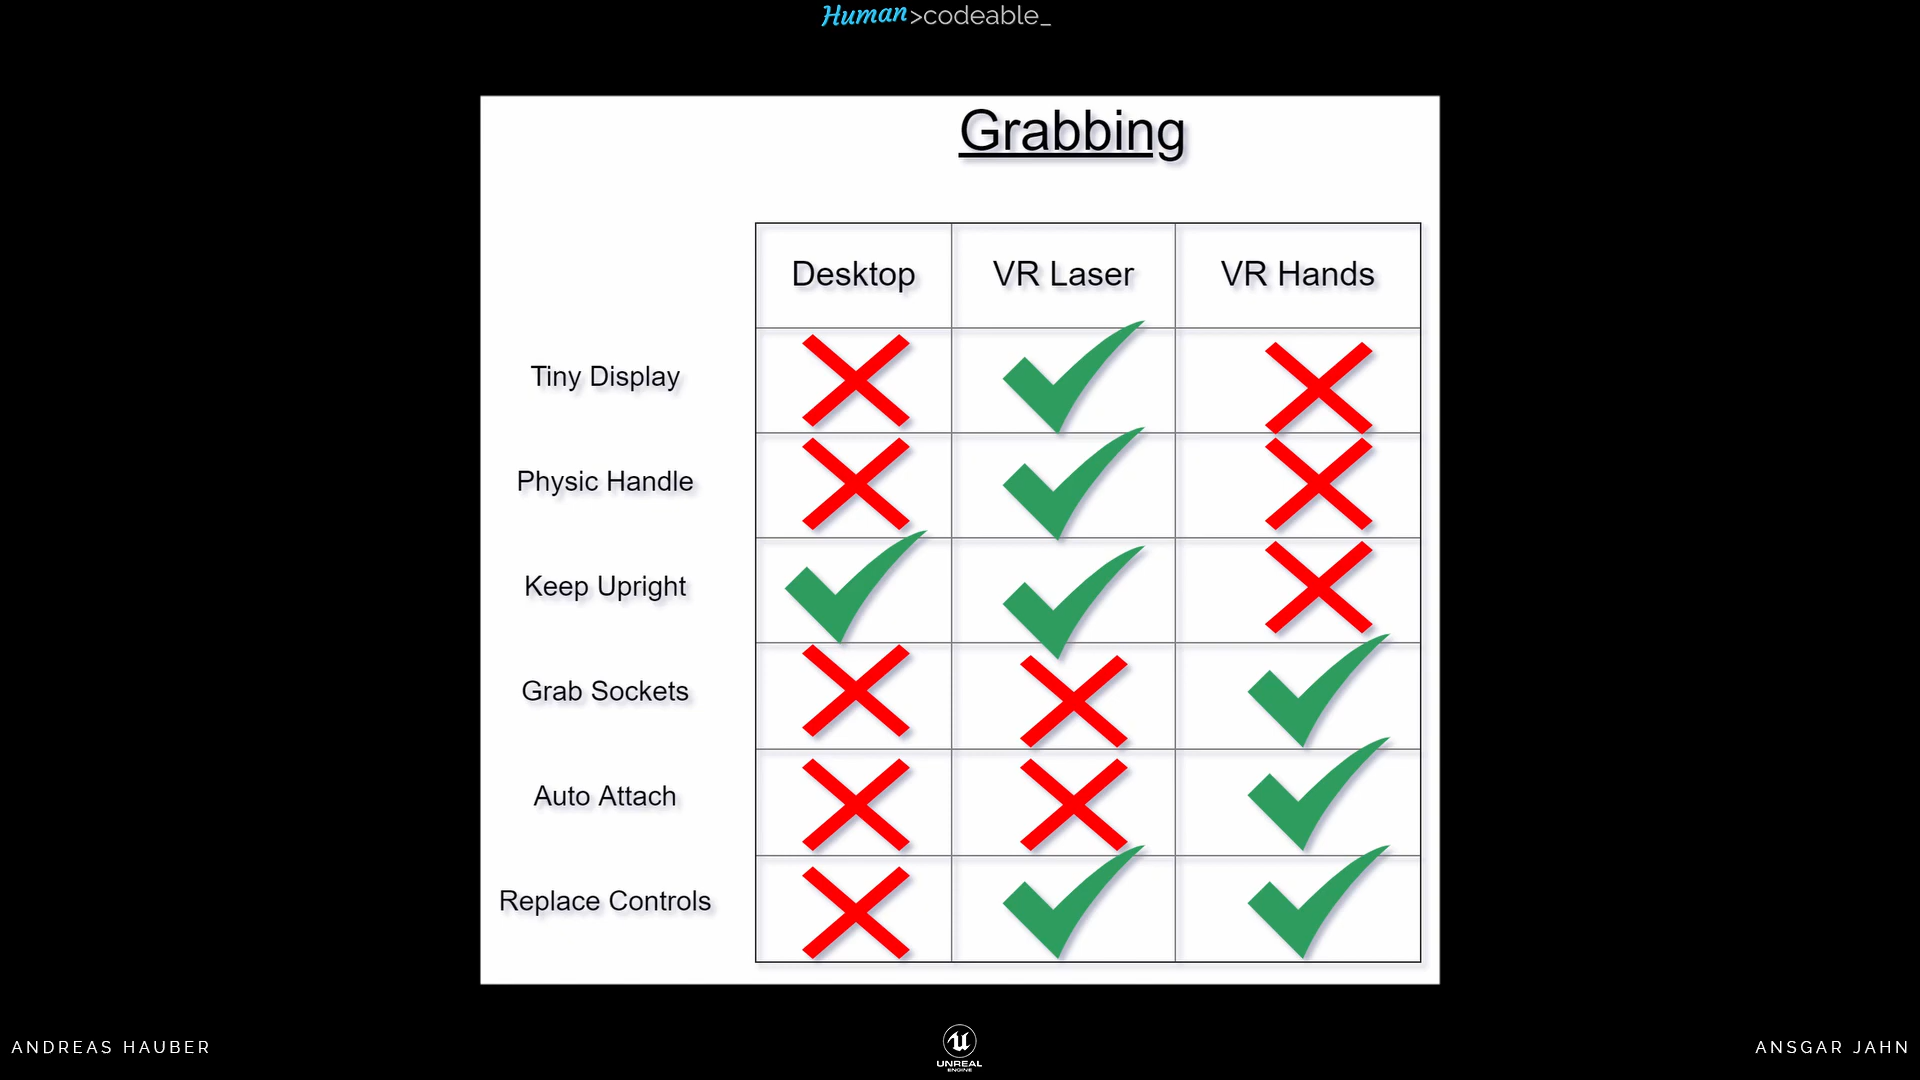 Human>codeable_
Grabbing
Desktop VR Laser VR Hands
Tiny Display
Physic Handle
Keep Upright
Grab Sockets
Auto Attach
Replace Controls
ANDREAS HAUBER
UNREAL
ENGINE
ANSGAR JAHN